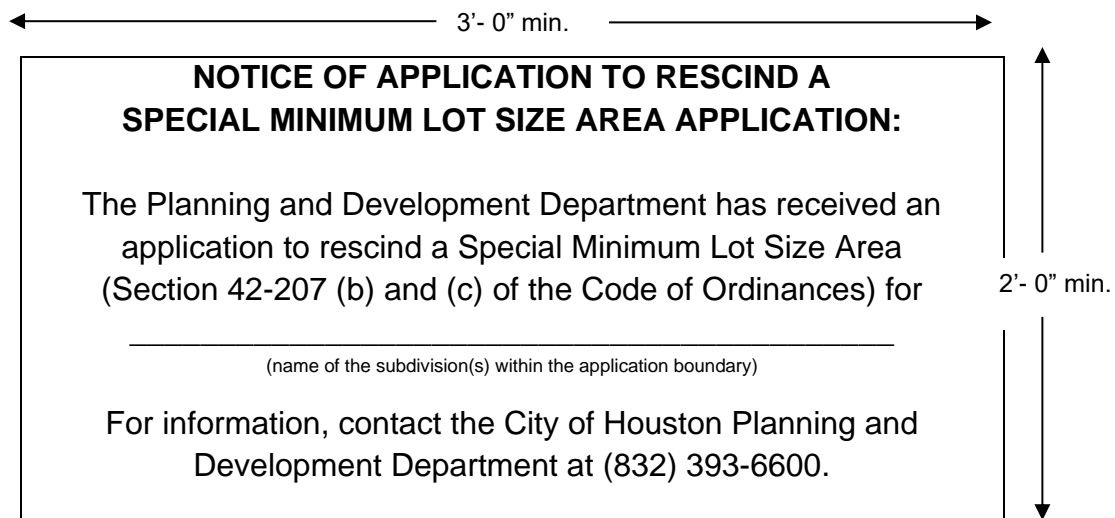 3'- 0” min.
NOTICE OF APPLICATION TO RESCIND A
SPECIAL MINIMUM LOT SIZE AREA APPLICATION:
The Planning and Development Department has received an
application to rescind a Special Minimum Lot Size Area
(Section 42-207 (b) and (c) of the Code of Ordinances) for
2'- 0” min.
(name of the subdivision(s) within the application boundary)
For information, contact the City of Houston Planning and
Development Department at (832) 393-6600.